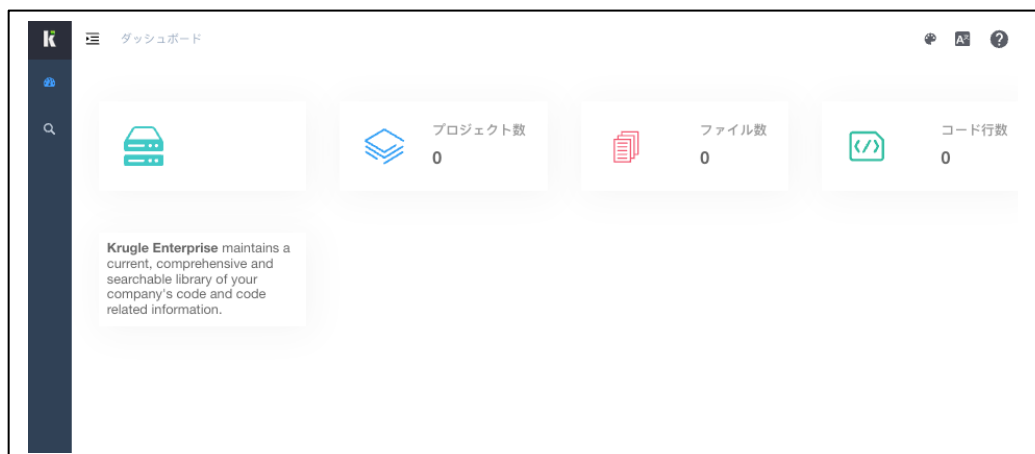 ダッシュボード
プロジェクト数
0
ファイル数
0
コード行数
0
Krugle Enterprise maintains a
current, comprehensive and
searchable library of your
company's code and code
related information.